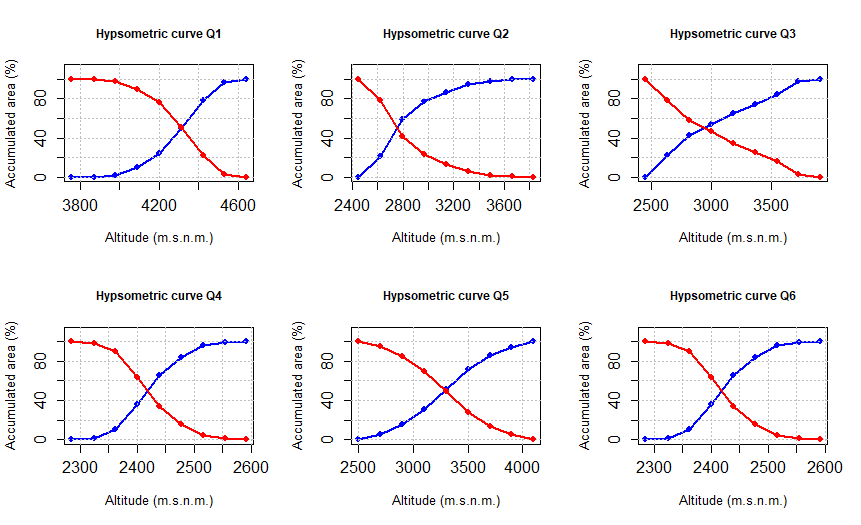 Hypsometric curve Q1
Accumulated area (%)
0 40 80
3800 4200 4600
Altitude (m.s.n.m.)
Hypsometric curve Q2
Accumulated area (%)
0 40 80
2400 2800 3200 3600
Altitude (m.s.n.m.)
Hypsometric curve Q3
Accumulated area (%)
0 40 80
2500 3000 3500
Altitude (m.s.n.m.)
Hypsometric curve Q4
Accumulated area (%)
0 40 80
2300 2400 2500 2600
Altitude (m.s.n.m.)
Hypsometric curve Q5
Accumulated area (%)
0 40 80
2500 3000 3500 4000
Altitude (m.s.n.m.)
Hypsometric curve Q6
Accumulated area (%)
0 40 80
2300 2400 2500 2600
Altitude (m.s.n.m.)